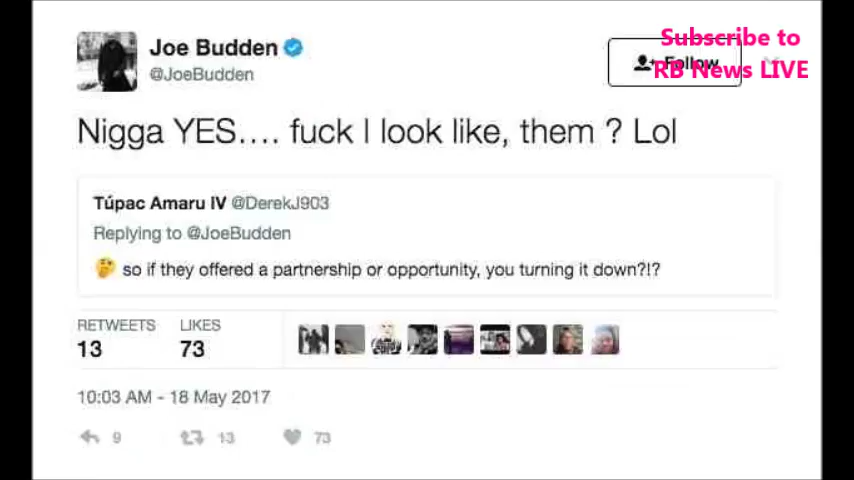 Joe Budden
@JoeBudden
Follow
Subscribe to
RB News LIVE
Nigga YES.... fuck I look like, them ? Lol
Túpac Amaru IV @DerekJ903
Replying to @JoeBudden
🤔 so if they offered a partnership or opportunity, you turning it down?!?
RETWEETS LIKES
13 73
10:03 AM - 18 May 2017
9 13 73